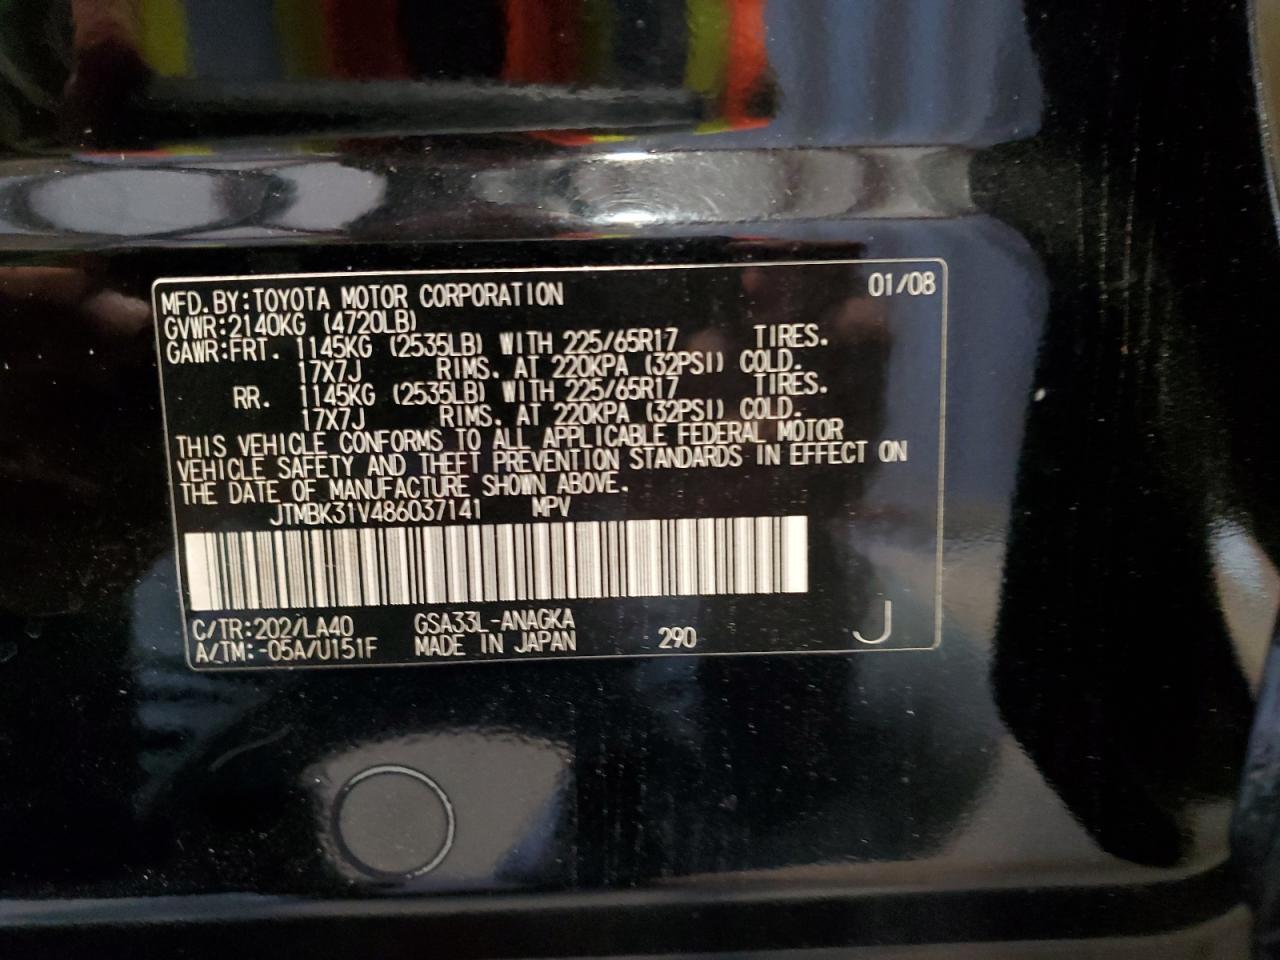 MFD.BY:TOYOTA MOTOR CORPORATION 01/08
GVWR:2140KG (4720LB)
GAWR:FRT. 1145KG (2535LB) WITH 225/65R17 TIRES.
17X7J RIMS. AT 220KPA (32PSI) COLD.
RR. 1145KG (2535LB) WITH 225/65R17 TIRES.
17X7J RIMS. AT 220KPA (32PSI) COLD.
THIS VEHICLE CONFORMS TO ALL APPLICABLE FEDERAL MOTOR
VEHICLE SAFETY AND THEFT PREVENTION STANDARDS IN EFFECT ON
THE DATE OF MANUFACTURE SHOWN ABOVE.
JTMBK31V486037141 MPV
C/TR:202/LA40 GSA33L-ANAGKA
A/TM:-05A/U151F MADE IN JAPAN 290 J